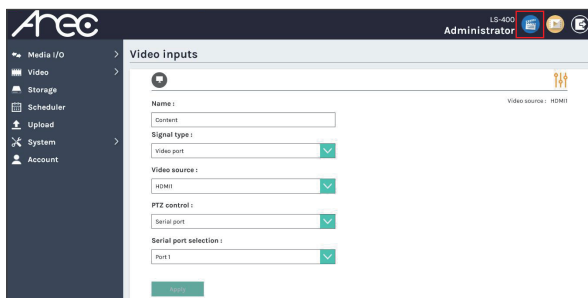 Arec
LS-400
Administrator
Media I/O
Video
Storage
Scheduler
Upload
System
Account
Video inputs
Video source : HDMI1
Name :
Content
Signal type :
Video port
Video source :
HDMI1
PTZ control :
Serial port
Serial port selection :
Port 1
Apply